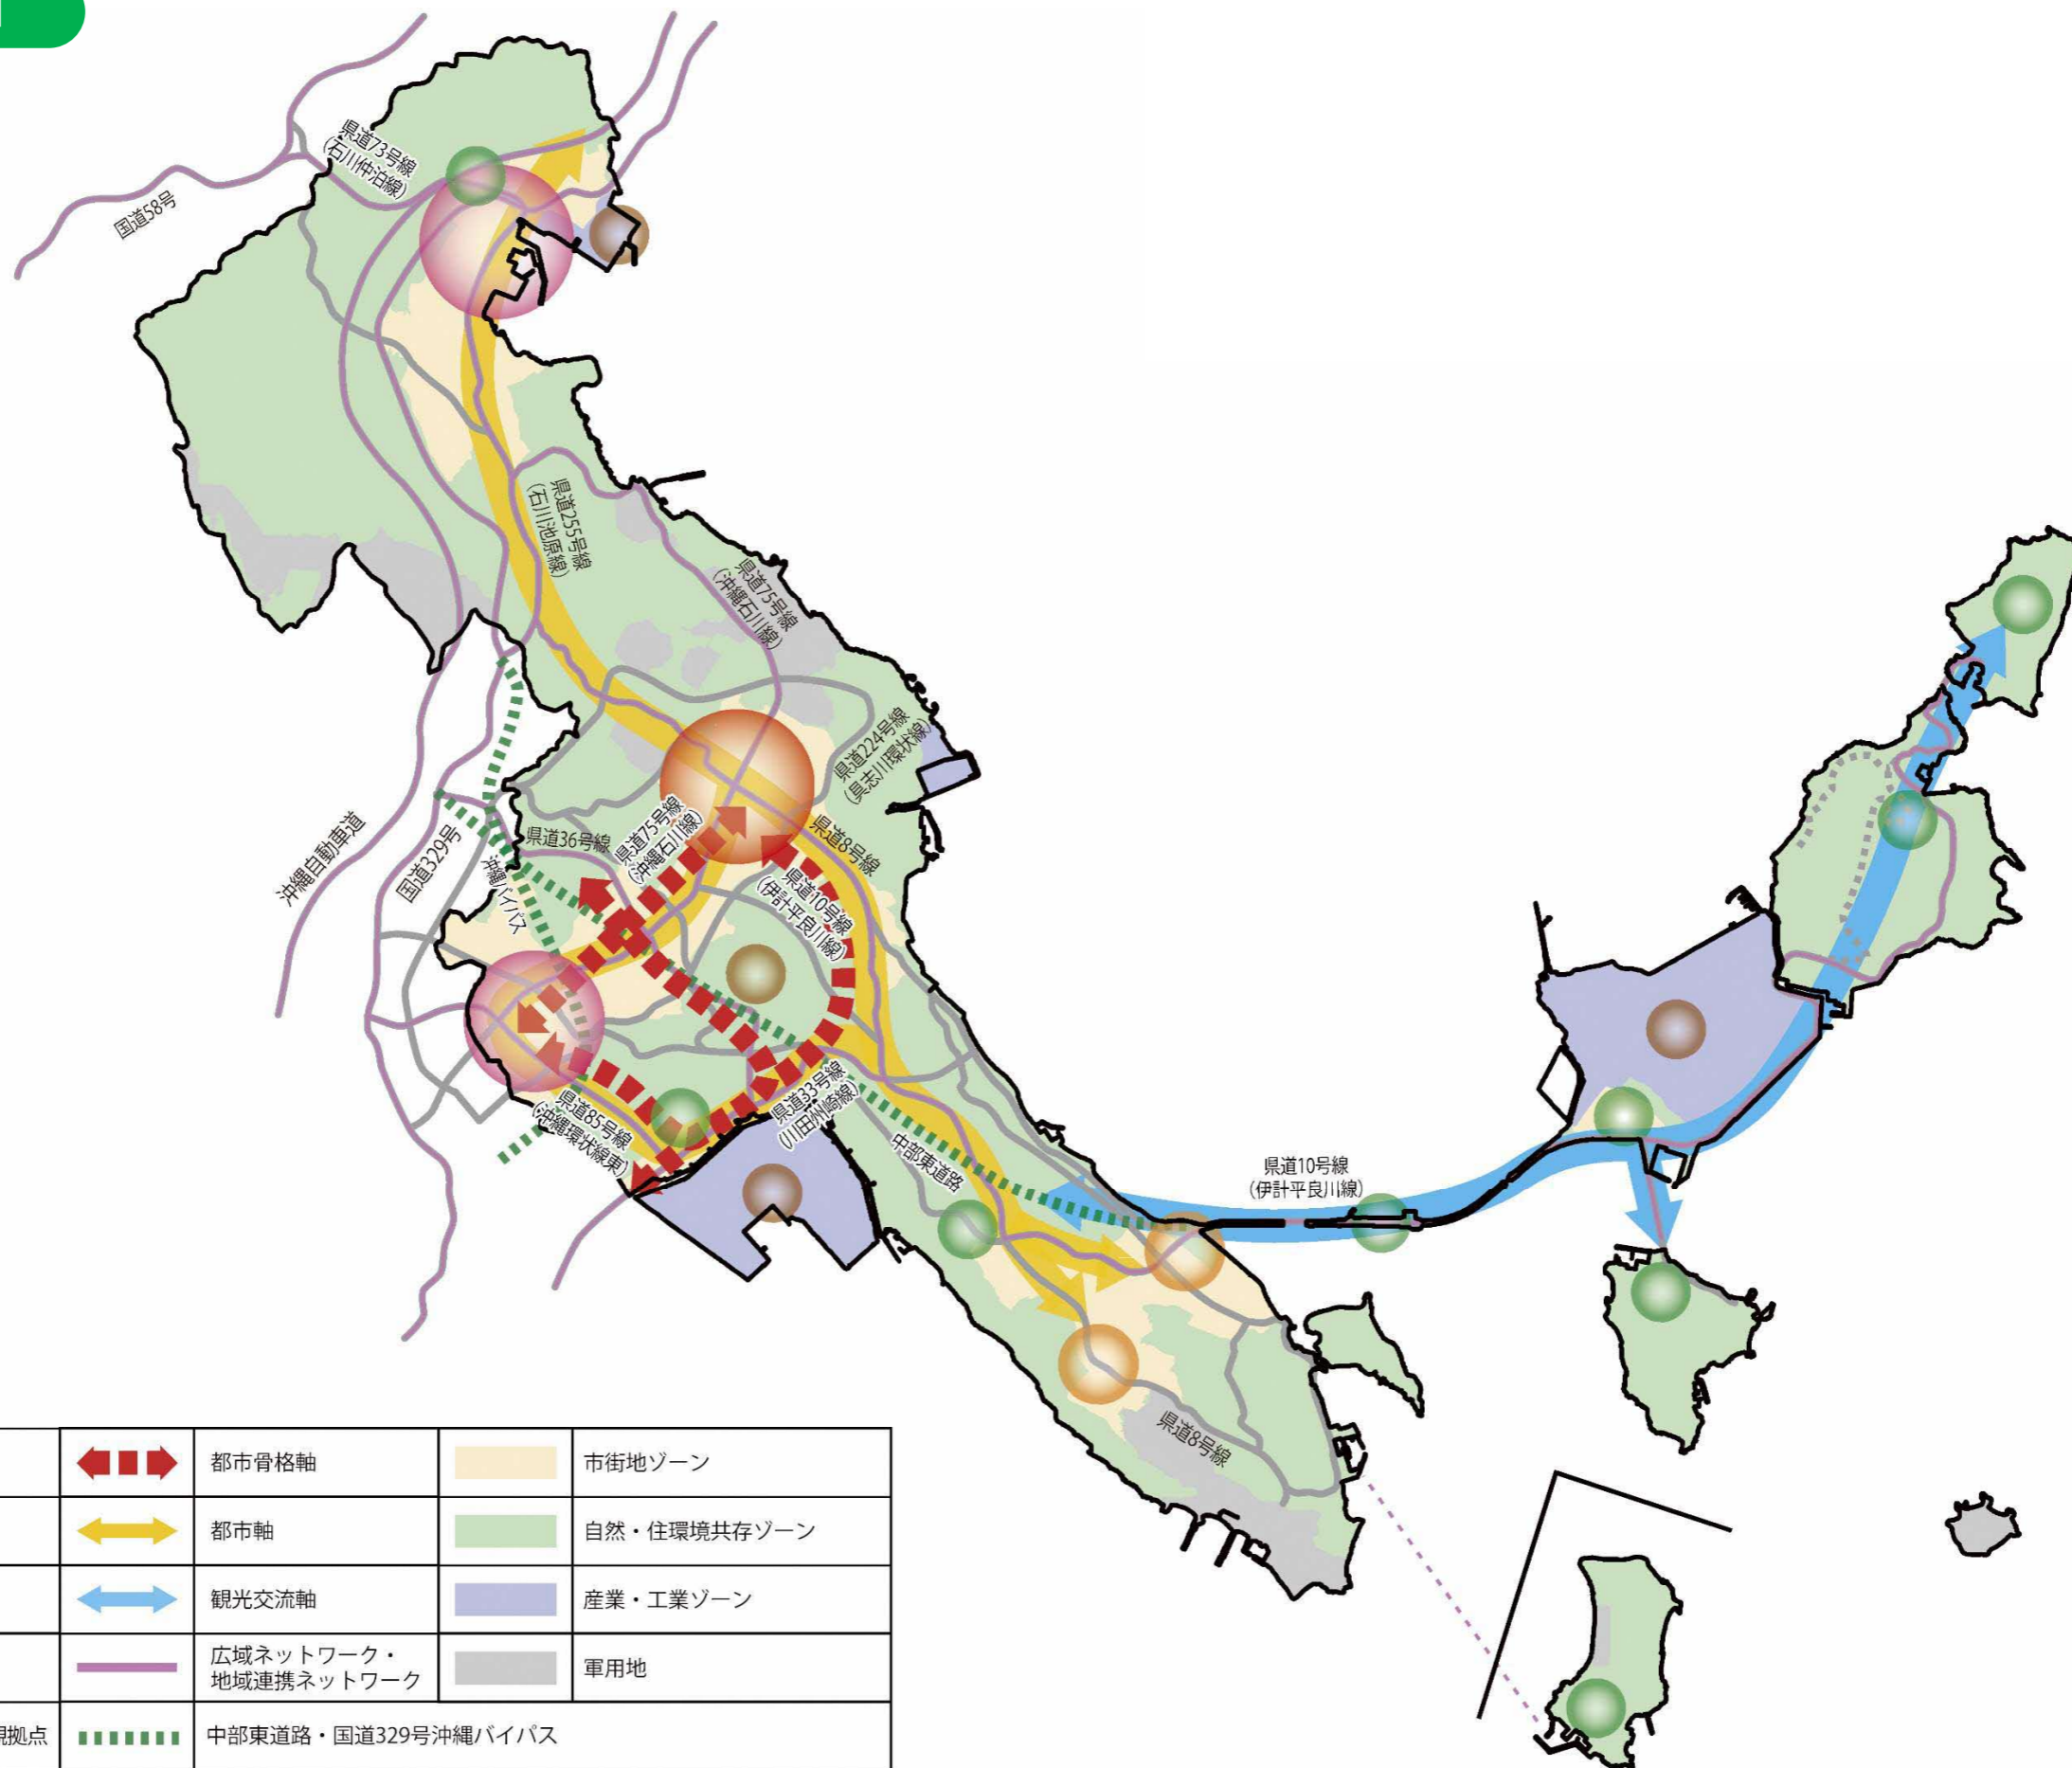 県道73号線
(石川仲泊線)
国道58号
県道255号線
(石川池原線)
県道75号線
(沖縄石川線)
県道224号線
(具志川環状線)
県道36号線
県道75号線
(沖縄石川線)
県道8号線
沖縄自動車道
国道329号
沖縄バイパス
県道10号線
(伊計平良川線)
県道33号線
(川田州崎線)
県道85号線
(沖縄環状線東)
中部東道路
県道10号線
(伊計平良川線)
県道8号線
都市骨格軸
市街地ゾーン
都市軸
自然・住環境共存ゾーン
観光交流軸
産業・工業ゾーン
広域ネットワーク・
地域連携ネットワーク
軍用地
拠点
中部東道路・国道329号沖縄バイパス